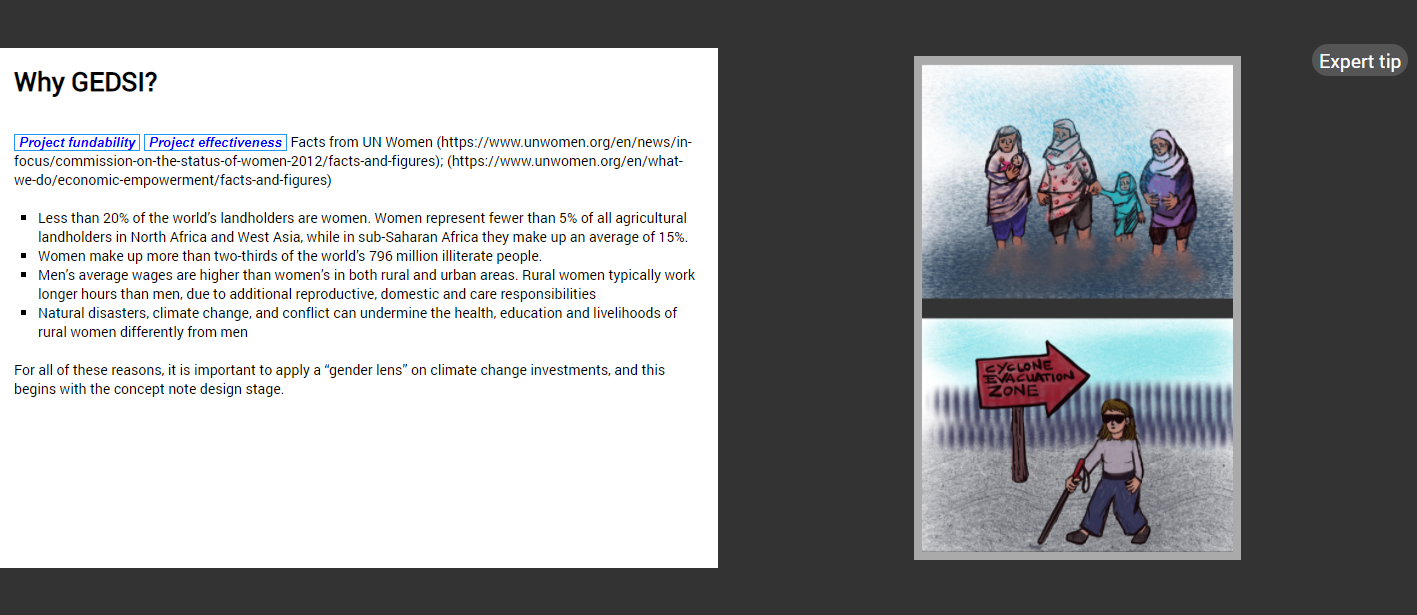 Why GEDSI?
Project fundability Project effectiveness Facts from UN Women (https://www.unwomen.org/en/news/in-
focus/commission-on-the-status-of-women-2012/facts-and-figures); (https://www.unwomen.org/en/what-
we-do/economic-empowerment/facts-and-figures)
Less than 20% of the world’s landholders are women. Women represent fewer than 5% of all agricultural
landholders in North Africa and West Asia, while in sub-Saharan Africa they make up an average of 15%.
Women make up more than two-thirds of the world’s 796 million illiterate people.
Men’s average wages are higher than women’s in both rural and urban areas. Rural women typically work
longer hours than men, due to additional reproductive, domestic and care responsibilities
Natural disasters, climate change, and conflict can undermine the health, education and livelihoods of
rural women differently from men
For all of these reasons, it is important to apply a “gender lens” on climate change investments, and this
begins with the concept note design stage.
CYCLONE
EVACUATION
ZONE
Expert tip